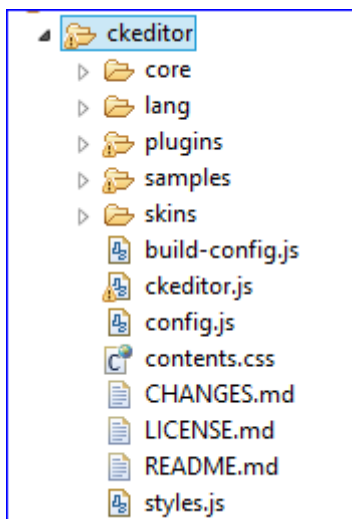 ckeditor
core
lang
plugins
samples
skins
build-config.js
ckeditor.js
config.js
contents.css
CHANGES.md
LICENSE.md
README.md
styles.js